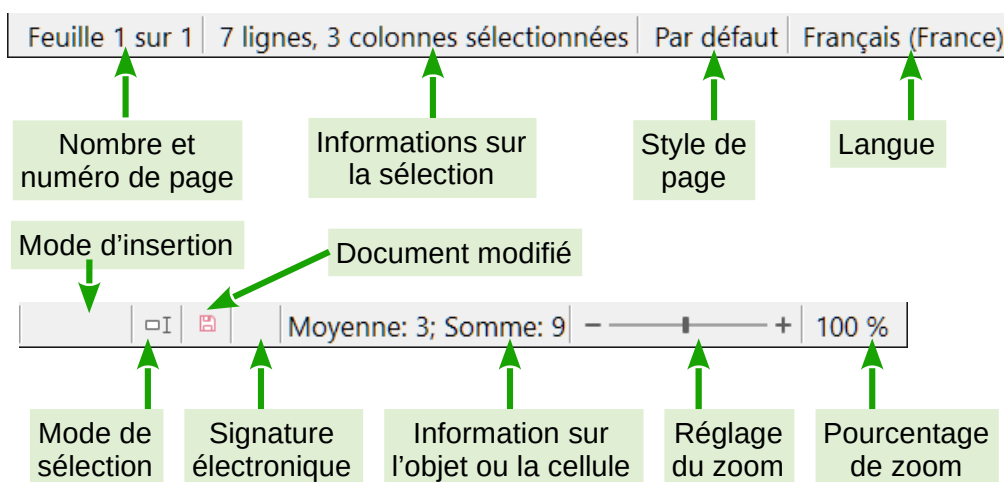 Feuille 1 sur 1 7 lignes, 3 colonnes sélectionnées Par défaut Français (France)
Nombre et
numéro de page
Informations sur
la sélection
Style de
page
Langue
Mode d’insertion
Document modifié
Moyenne: 3; Somme: 9 100 %
Mode de
sélection
Signature
électronique
Information sur
l’objet ou la cellule
Réglage
du zoom
Pourcentage
de zoom